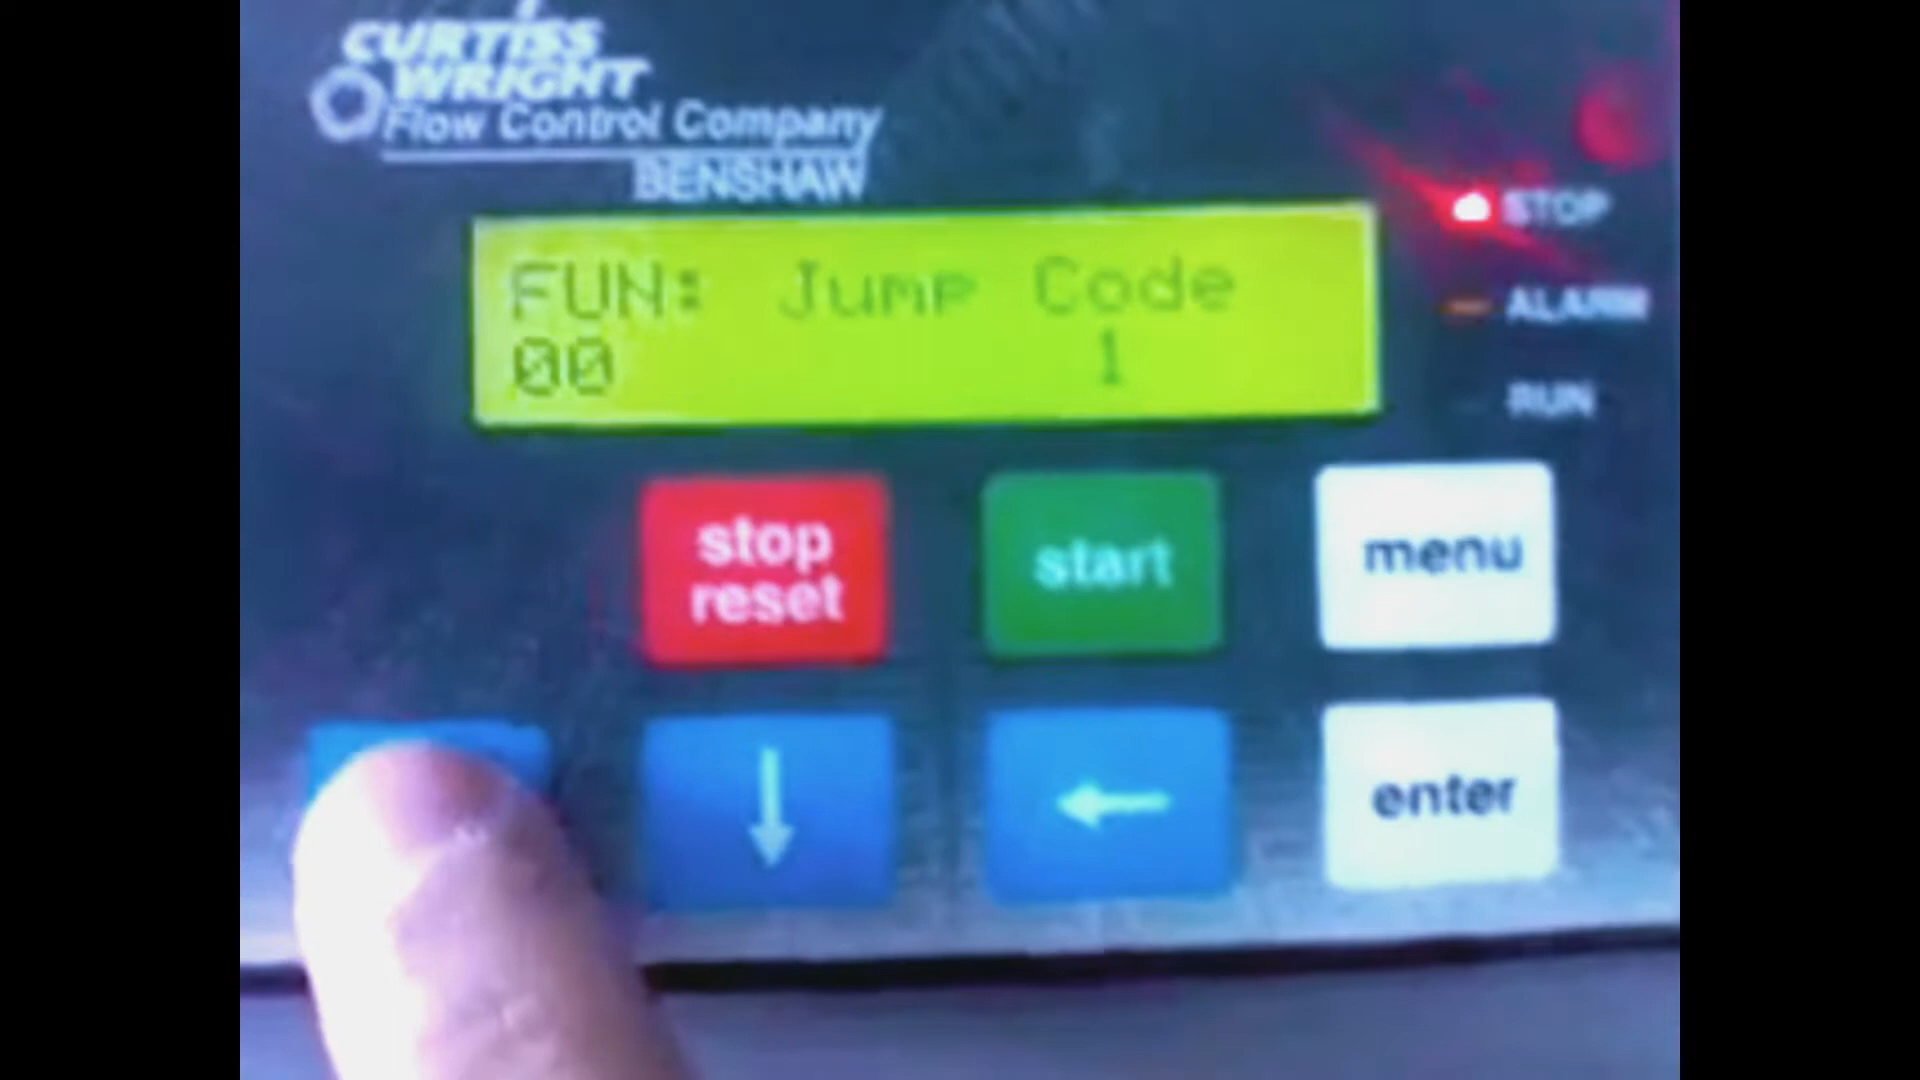 CURTISS
WRIGHT
Flow Control Company
BENSHAW
FUN: Jump Code
00 1
STOP
ALARM
RUN
stop
reset
start
menu
enter